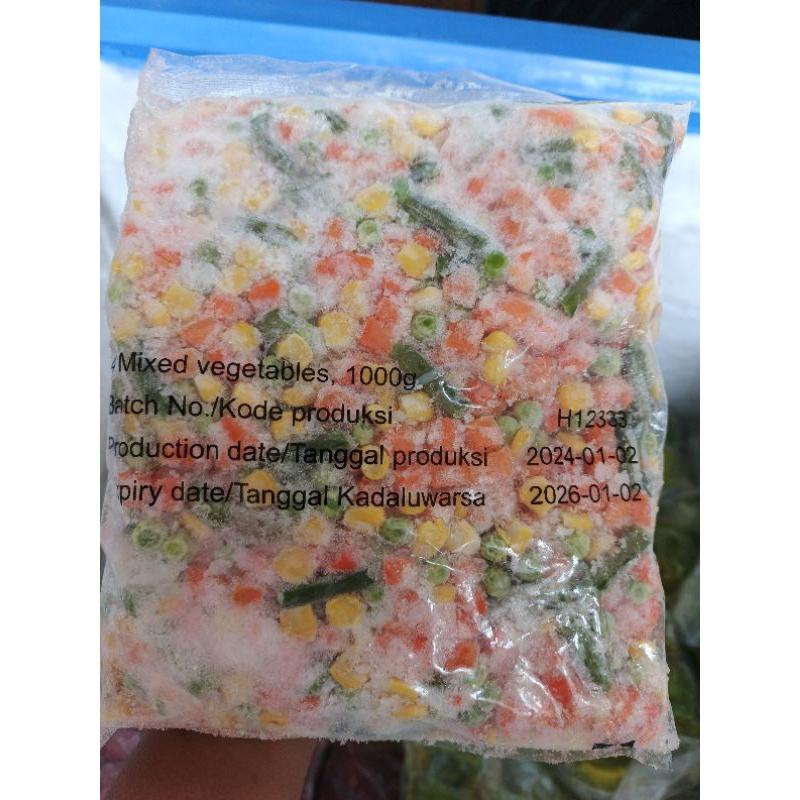 4 Mixed vegetables, 1000g
Batch No./Kode produksi H12333
Production date/Tanggal produksi 2024-01-02
piry date/Tanggal Kadaluwarsa 2026-01-02